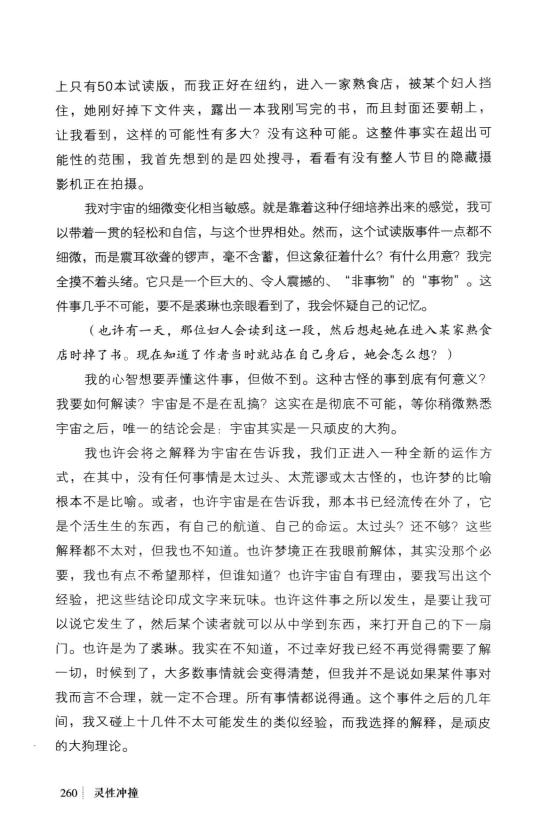 上只有50本试读版，而我正好在纽约，进入一家熟食店，被某个妇人挡
住，她刚好掉下文件夹，露出一本我刚写完的书，而且封面还要朝上，
让我看到，这样的可能性有多大？没有这种可能。这整件事实在超出可
能性的范围，我首先想到的是四处搜寻，看看有没有整人节目的隐藏摄
影机正在拍摄。
我对宇宙的细微变化相当敏感。就是靠着这种仔细培养出来的感觉，我可
以带着一贯的轻松和自信，与这个世界相处。然而，这个试读版事件一点都不
细微，而是震耳欲聋的锣声，毫不含蓄，但这象征着什么？有什么用意？我完
全摸不着头绪。它只是一个巨大的、令人震撼的、“非事物”的“事物”。这
件事几乎不可能，要不是裘琳也亲眼看到了，我会怀疑自己的记忆。
（也许有一天，那位妇人会读到这一段，然后想起她在进入某家熟食
店时掉了书。现在知道了作者当时就站在自己身后，她会怎么想？）
我的心智想要弄懂这件事，但做不到。这种古怪的事到底有何意义？
我要如何解读？宇宙是不是在乱搞？这实在是彻底不可能，等你稍微熟悉
宇宙之后，唯一的结论会是：宇宙其实是一只顽皮的大狗。
我也许会将之解释为宇宙在告诉我，我们正进入一种全新的运作方
式，在其中，没有任何事情是太过头、太荒谬或太古怪的，也许梦的比喻
根本不是比喻。或者，也许宇宙是在告诉我，那本书已经流传在外了，它
是个活生生的东西，有自己的航道、自己的命运。太过头？还不够？这些
解释都不太对，但我也不知道。也许梦境正在我眼前解体，其实没那个必
要，我也有点不希望那样，但谁知道？也许宇宙自有理由，要我写出这个
经验，把这些结论印成文字来玩味。也许这件事之所以发生，是要让我可
以说它发生了，然后某个读者就可以从中学到东西，来打开自己的下一扇
门。也许是为了裘琳。我实在不知道，不过幸好我已经不再觉得需要了解
一切，时候到了，大多数事情就会变得清楚，但我并不是说如果某件事对
我而言不合理，就一定不合理。所有事情都说得通。这个事件之后的几年
间，我又碰上十几件不太可能发生的类似经验，而我选择的解释，是顽皮
的大狗理论。
260 灵性冲撞